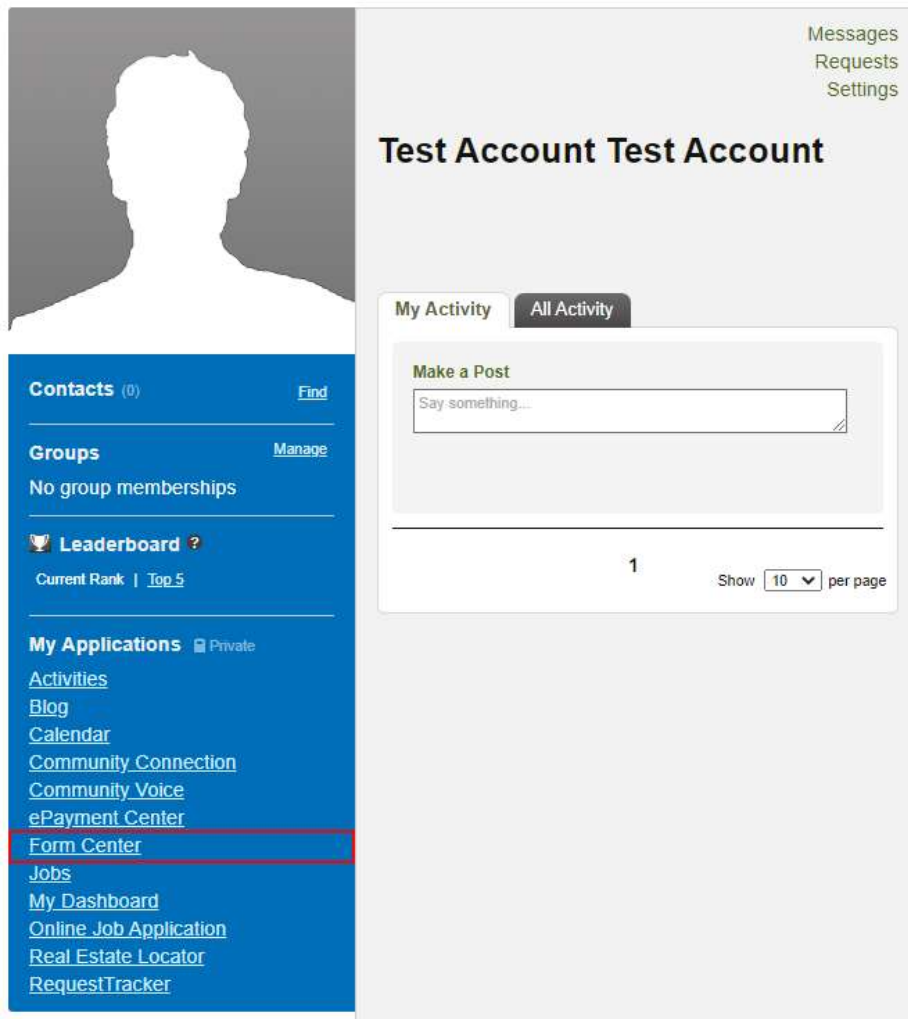 Messages
Requests
Settings
Test Account Test Account
My Activity
All Activity
Make a Post
Say something...
1
Show 10 per page
Contacts (0) Find
Groups Manage
No group memberships
Leaderboard ?
Current Rank | Top 5
My Applications Private
Activities
Blog
Calendar
Community Connection
Community Voice
ePayment Center
Form Center
Jobs
My Dashboard
Online Job Application
Real Estate Locator
RequestTracker